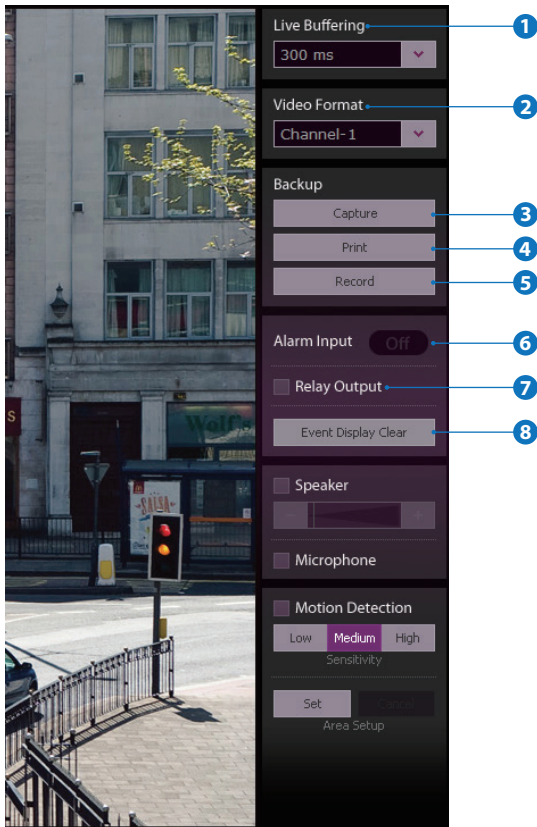 Live Buffering
1
300 ms
Video Format
2
Channel-1
Backup
Capture
3
Print
4
Record
5
Alarm Input
Off
6
Relay Output
7
Event Display Clear
8
Speaker
Microphone
Motion Detection
Low Medium High
Sensitivity
Set Cancel
Area Setup
S
Wolf's
SALSA